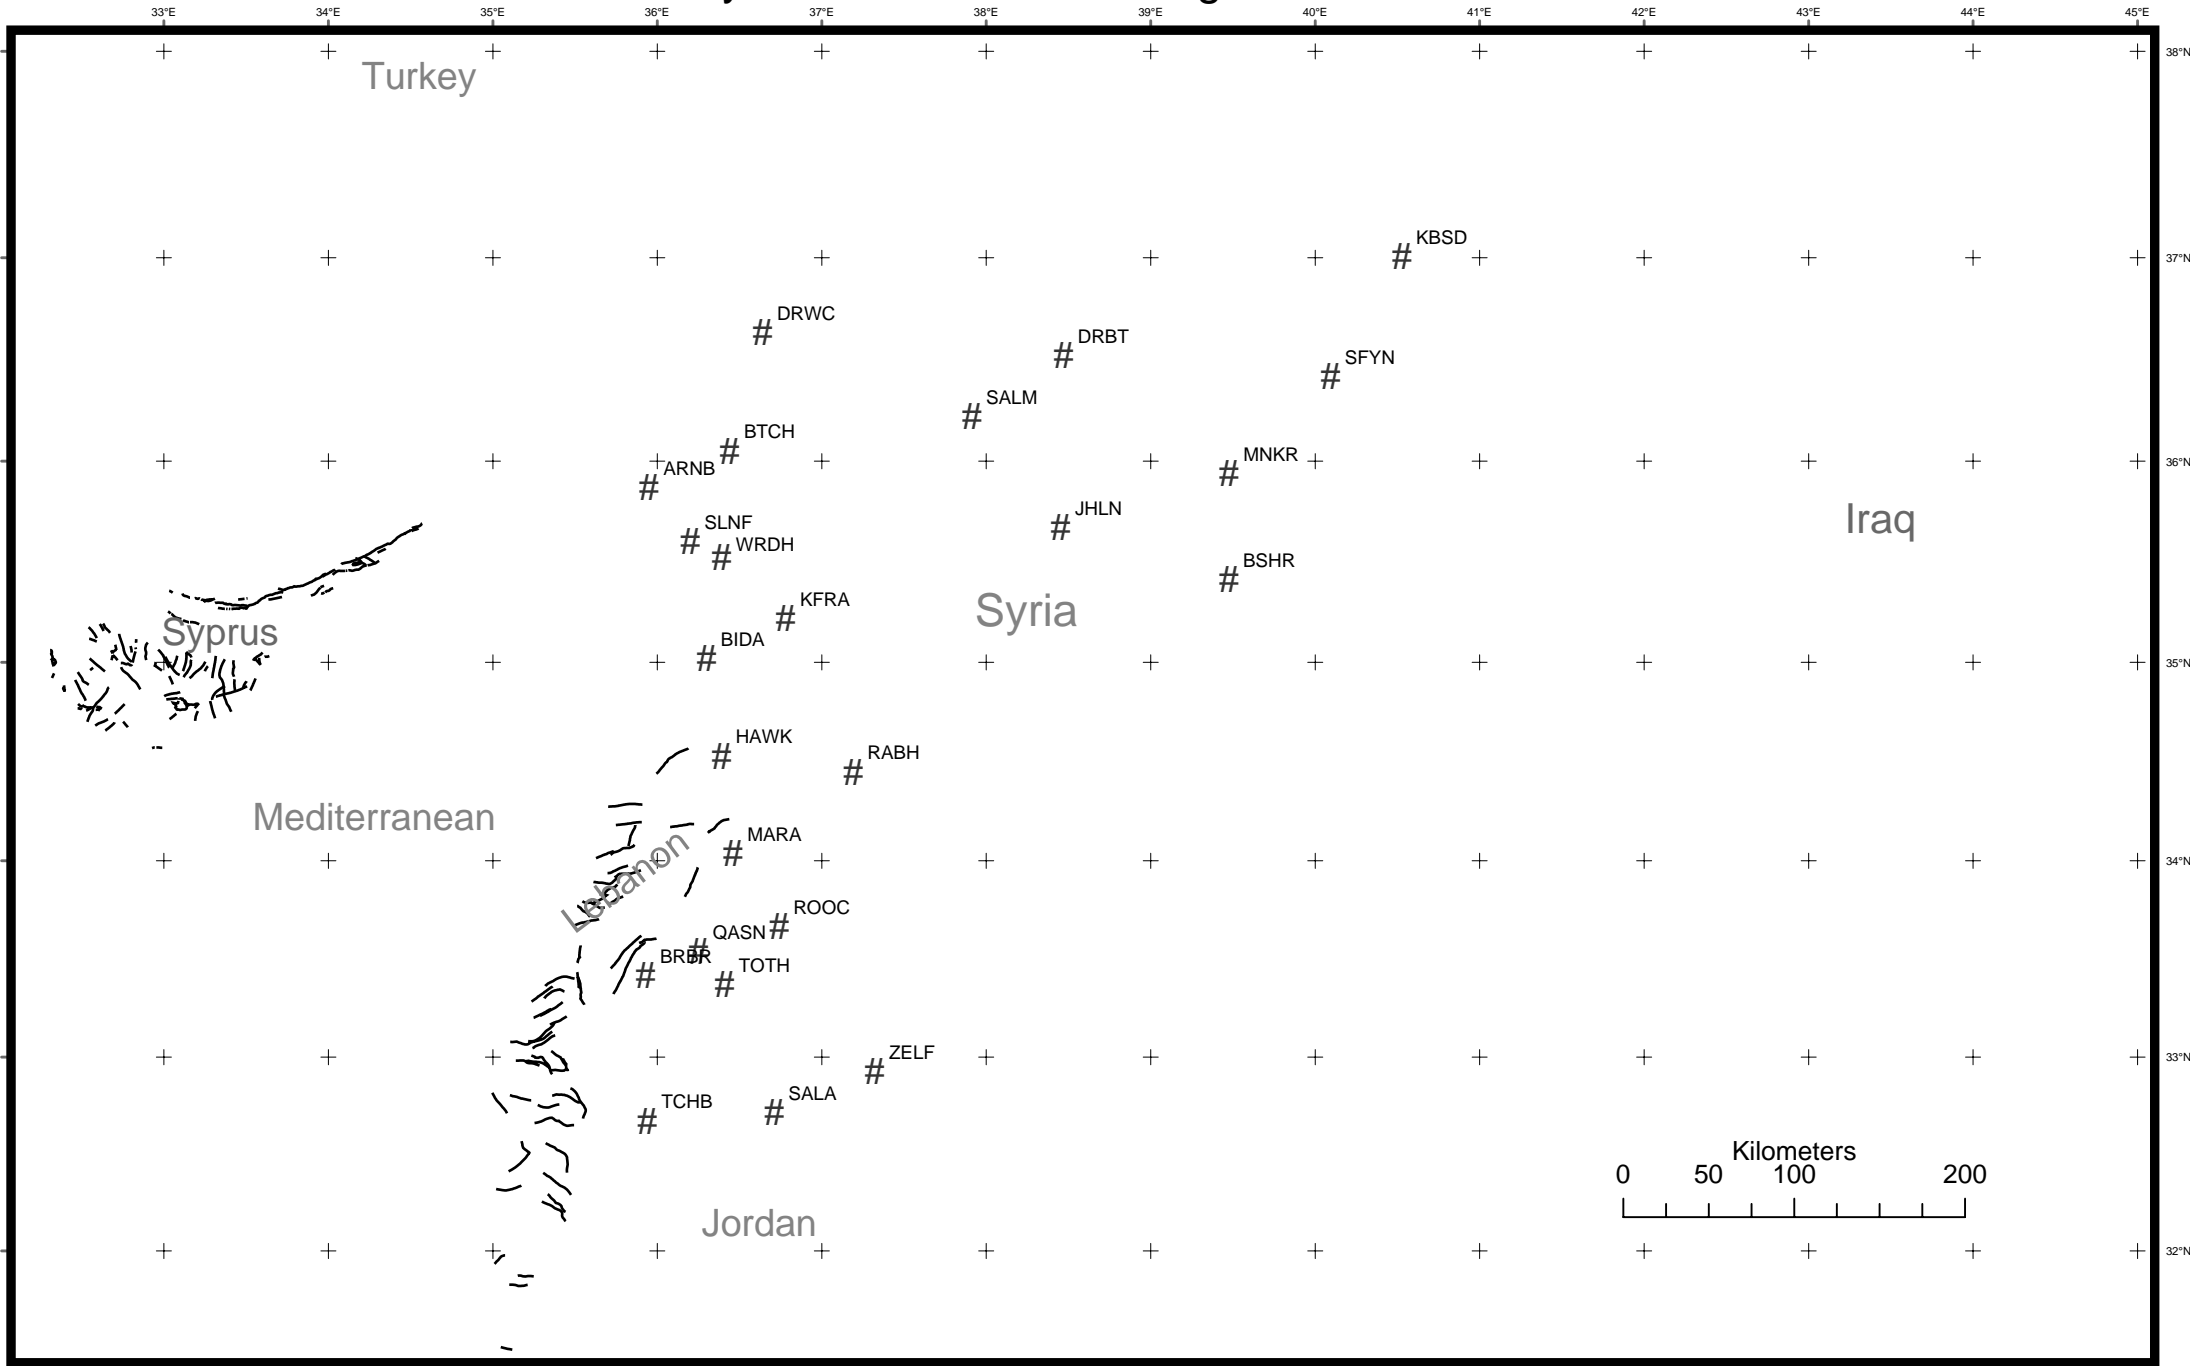 33°E 34°E 35°E 36°E 37°E 38°E 39°E 40°E 41°E 42°E 43°E 44°E 45°E
38°N
Turkey
KBSD
#
37°N
DRWC
#
DRBT
#
SFYN
#
SALM
#
BTCH
#
MNKR
#
36°N
ARNB
#
JHLN
#
Iraq
SLNF
#
WRDH
#
BSHR
#
KFRA
#
Syria
Syprus
BIDA
#
35°N
HAWK
#
RABH
#
Mediterranean
MARA
#
Lebanon
34°N
ROOC
#
QASN
#
BRBR
#
TOTH
#
ZELF
#
33°N
SALA
#
TCHB
#
Kilometers
0 50 100 200
Jordan
32°N